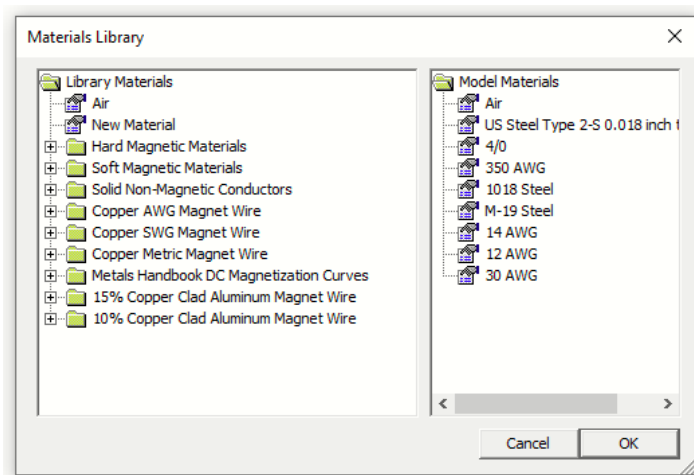 Materials Library
Library Materials
Air
New Material
Hard Magnetic Materials
Soft Magnetic Materials
Solid Non-Magnetic Conductors
Copper AWG Magnet Wire
Copper SWG Magnet Wire
Copper Metric Magnet Wire
Metals Handbook DC Magnetization Curves
15% Copper Clad Aluminum Magnet Wire
10% Copper Clad Aluminum Magnet Wire
Model Materials
Air
US Steel Type 2-S 0.018 inch t
4/0
350 AWG
1018 Steel
M-19 Steel
14 AWG
12 AWG
30 AWG
Cancel
OK